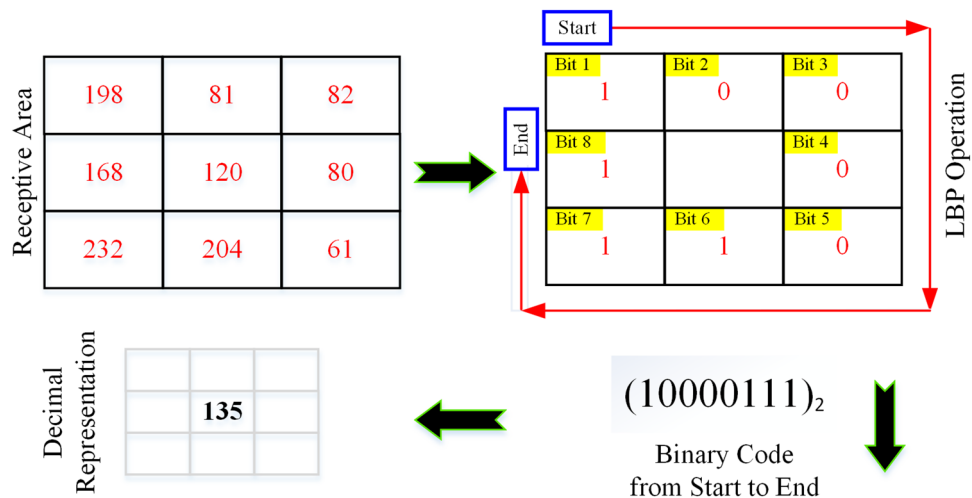 Receptive Area
198 81 82
168 120 80
232 204 61
Start
End
Bit 1
1
Bit 2
0
Bit 3
0
Bit 8
1
Bit 4
0
Bit 7
1
Bit 6
1
Bit 5
0
LBP Operation
(10000111)₂
Binary Code
from Start to End
Decimal
Representation
135